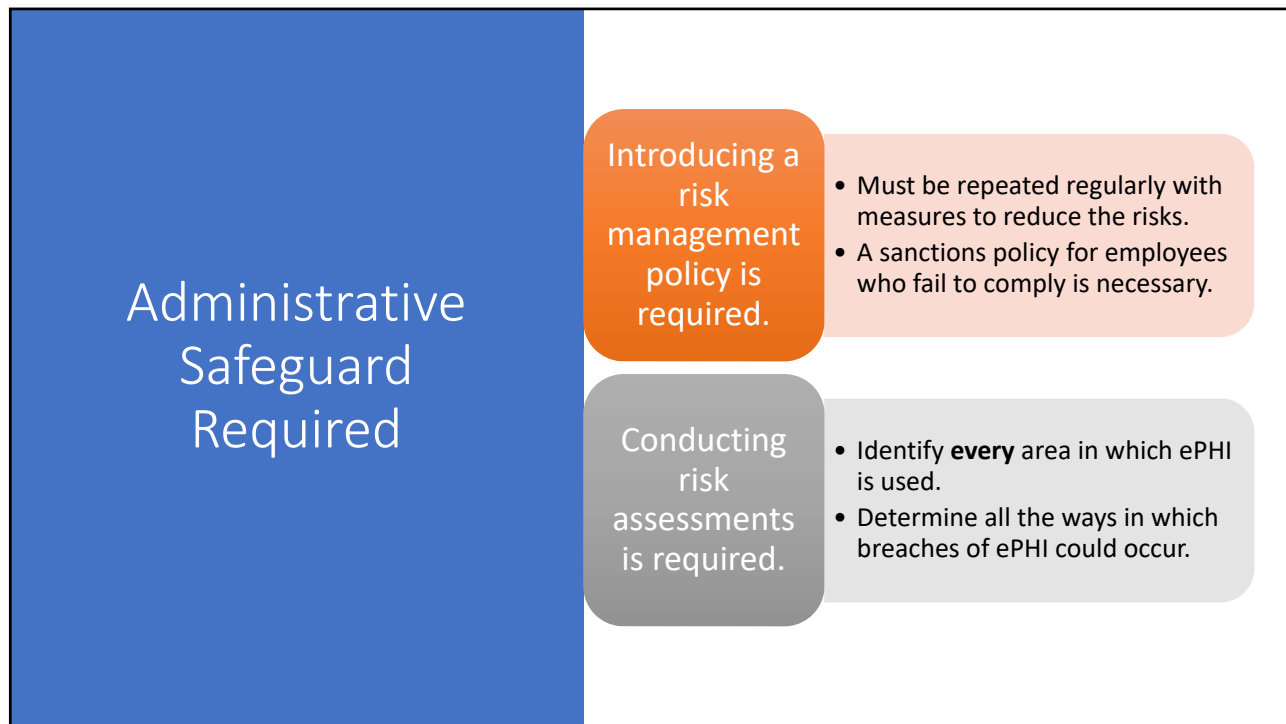 Administrative
Safeguard
Required
Introducing a
risk
management
policy is
required.
• Must be repeated regularly with
measures to reduce the risks.
• A sanctions policy for employees
who fail to comply is necessary.
Conducting
risk
assessments
is required.
• Identify every area in which ePHI
is used.
• Determine all the ways in which
breaches of ePHI could occur.